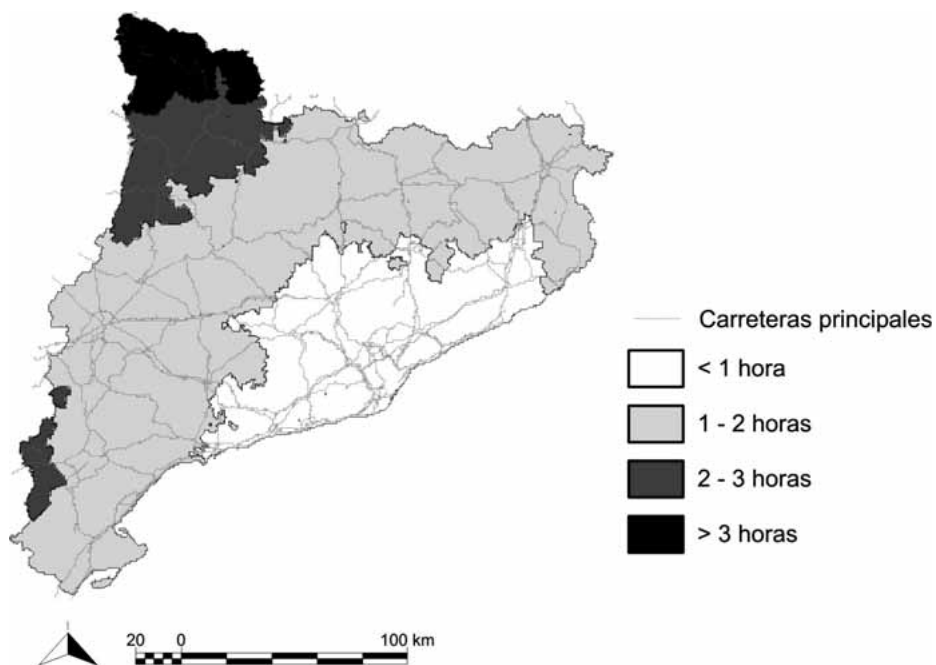 Carreteras principales
< 1 hora
1 - 2 horas
2 - 3 horas
> 3 horas
20 0 100 km